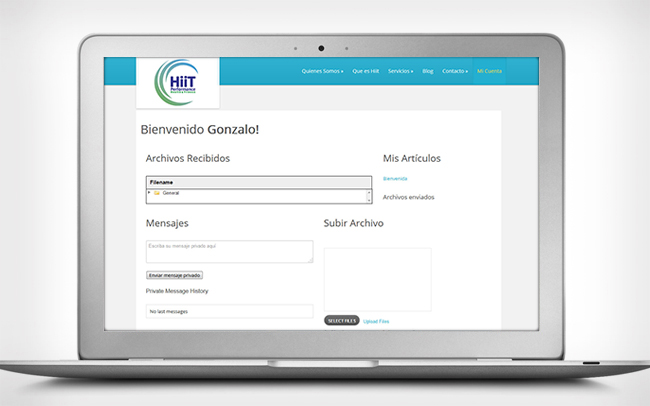 HiiT
Performance
Quienes Somos
Que es Hiit
Servicios
Blog
Contacto
Mi Cuenta
Bienvenido Gonzalo!
Archivos Recibidos
Filename
General
Mis Artículos
Bienvenida
Archivos enviados
Mensajes
Escriba su mensaje privado aquí
Enviar mensaje privado
Private Message History
No last messages
Subir Archivo
SELECT FILES
Upload Files